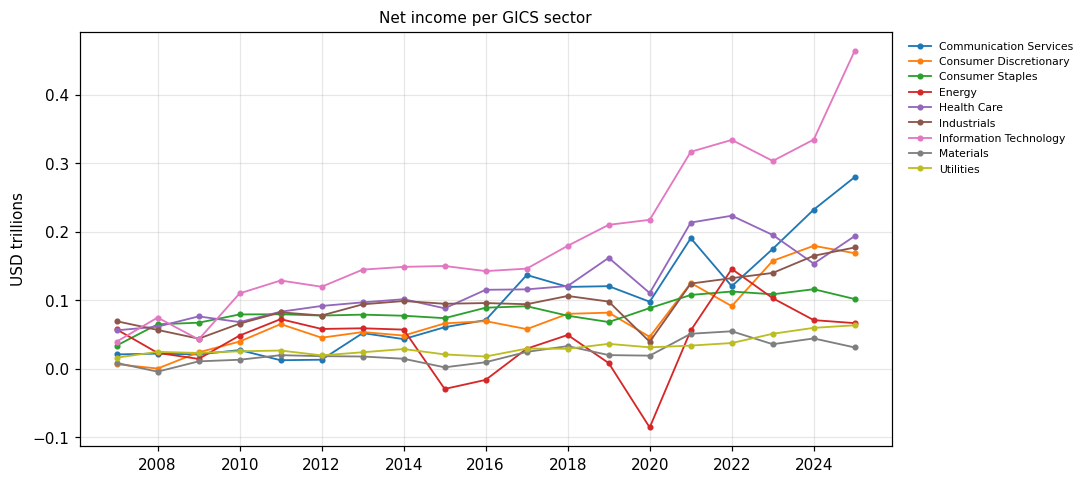 Net income per GICS sector
USD trillions
0.4
0.3
0.2
0.1
0.0
−0.1
2008 2010 2012 2014 2016 2018 2020 2022 2024
Communication Services
Consumer Discretionary
Consumer Staples
Energy
Health Care
Industrials
Information Technology
Materials
Utilities